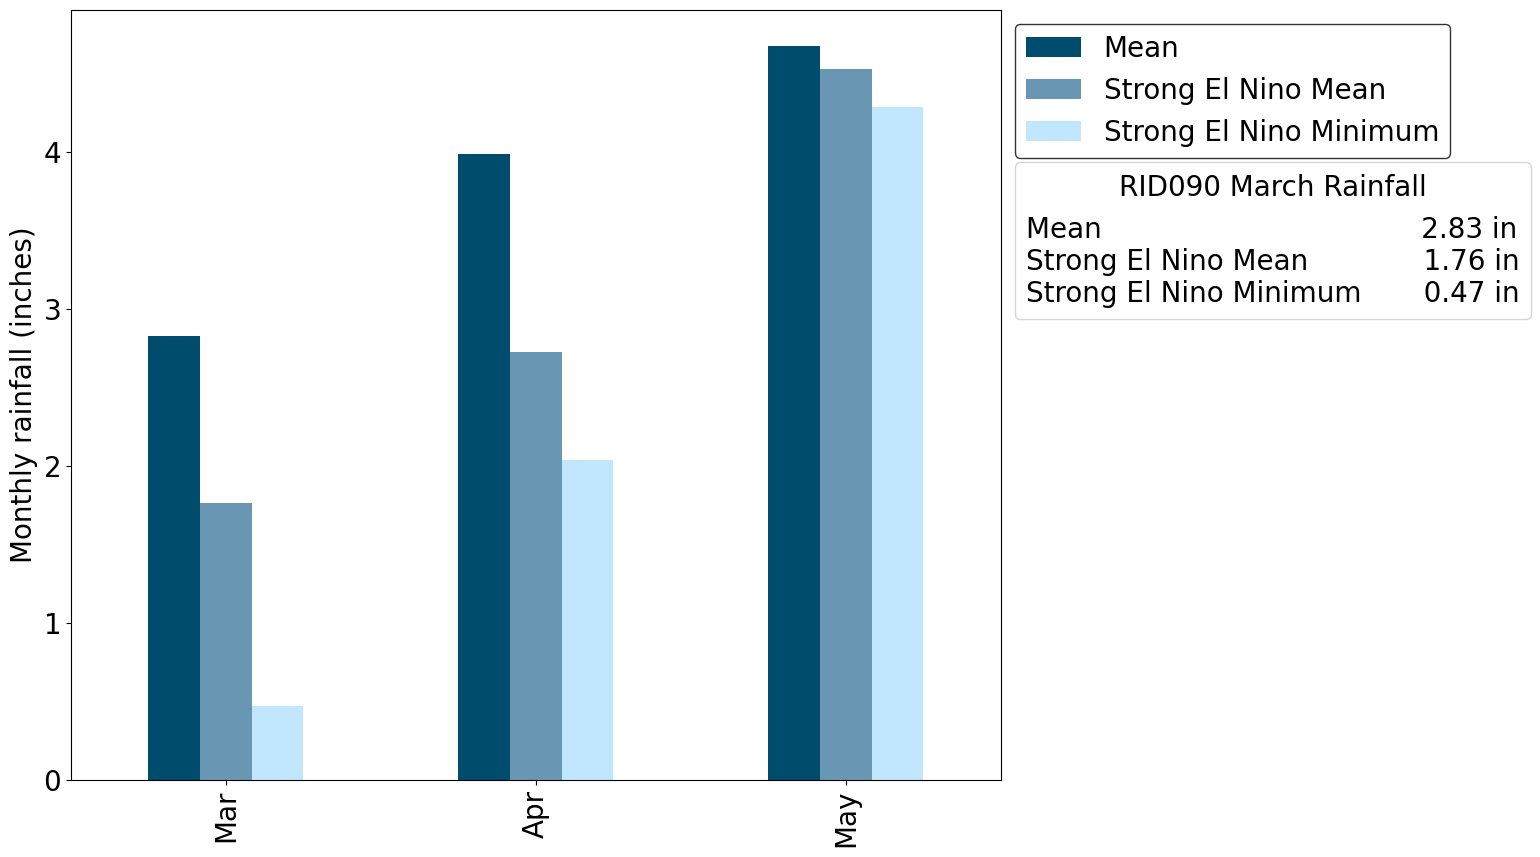 Monthly rainfall (inches)
4
3
2
1
0
Mar
Apr
May
Mean
Strong El Nino Mean
Strong El Nino Minimum
RID090 March Rainfall
Mean 2.83 in
Strong El Nino Mean 1.76 in
Strong El Nino Minimum 0.47 in